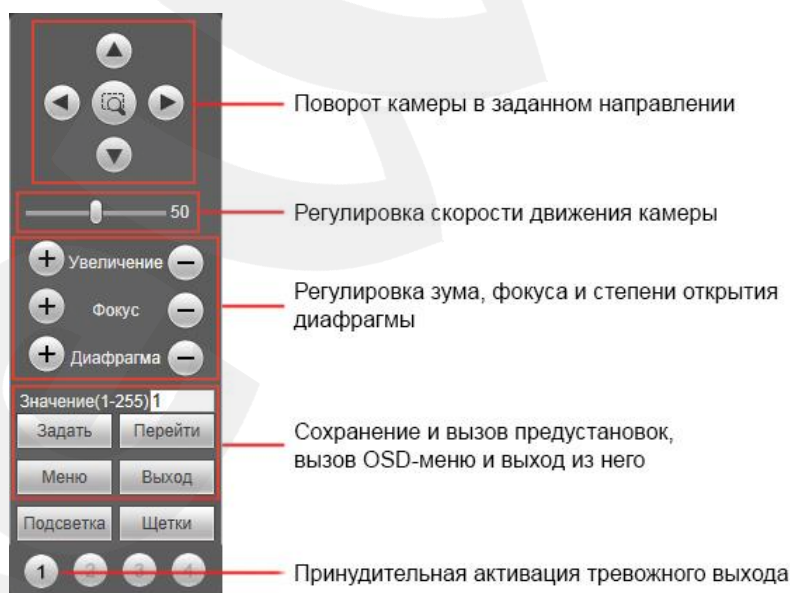 Поворот камеры в заданном направлении
50
Регулировка скорости движения камеры
+ Увеличение −
+ Фокус −
+ Диафрагма −
Регулировка зума, фокуса и степени открытия
диафрагмы
Значение(1-255) 1
Задать Перейти
Меню Выход
Сохранение и вызов предустановок,
вызов OSD-меню и выход из него
Подсветка Щетки
1 2 3 4
Принудительная активация тревожного выхода